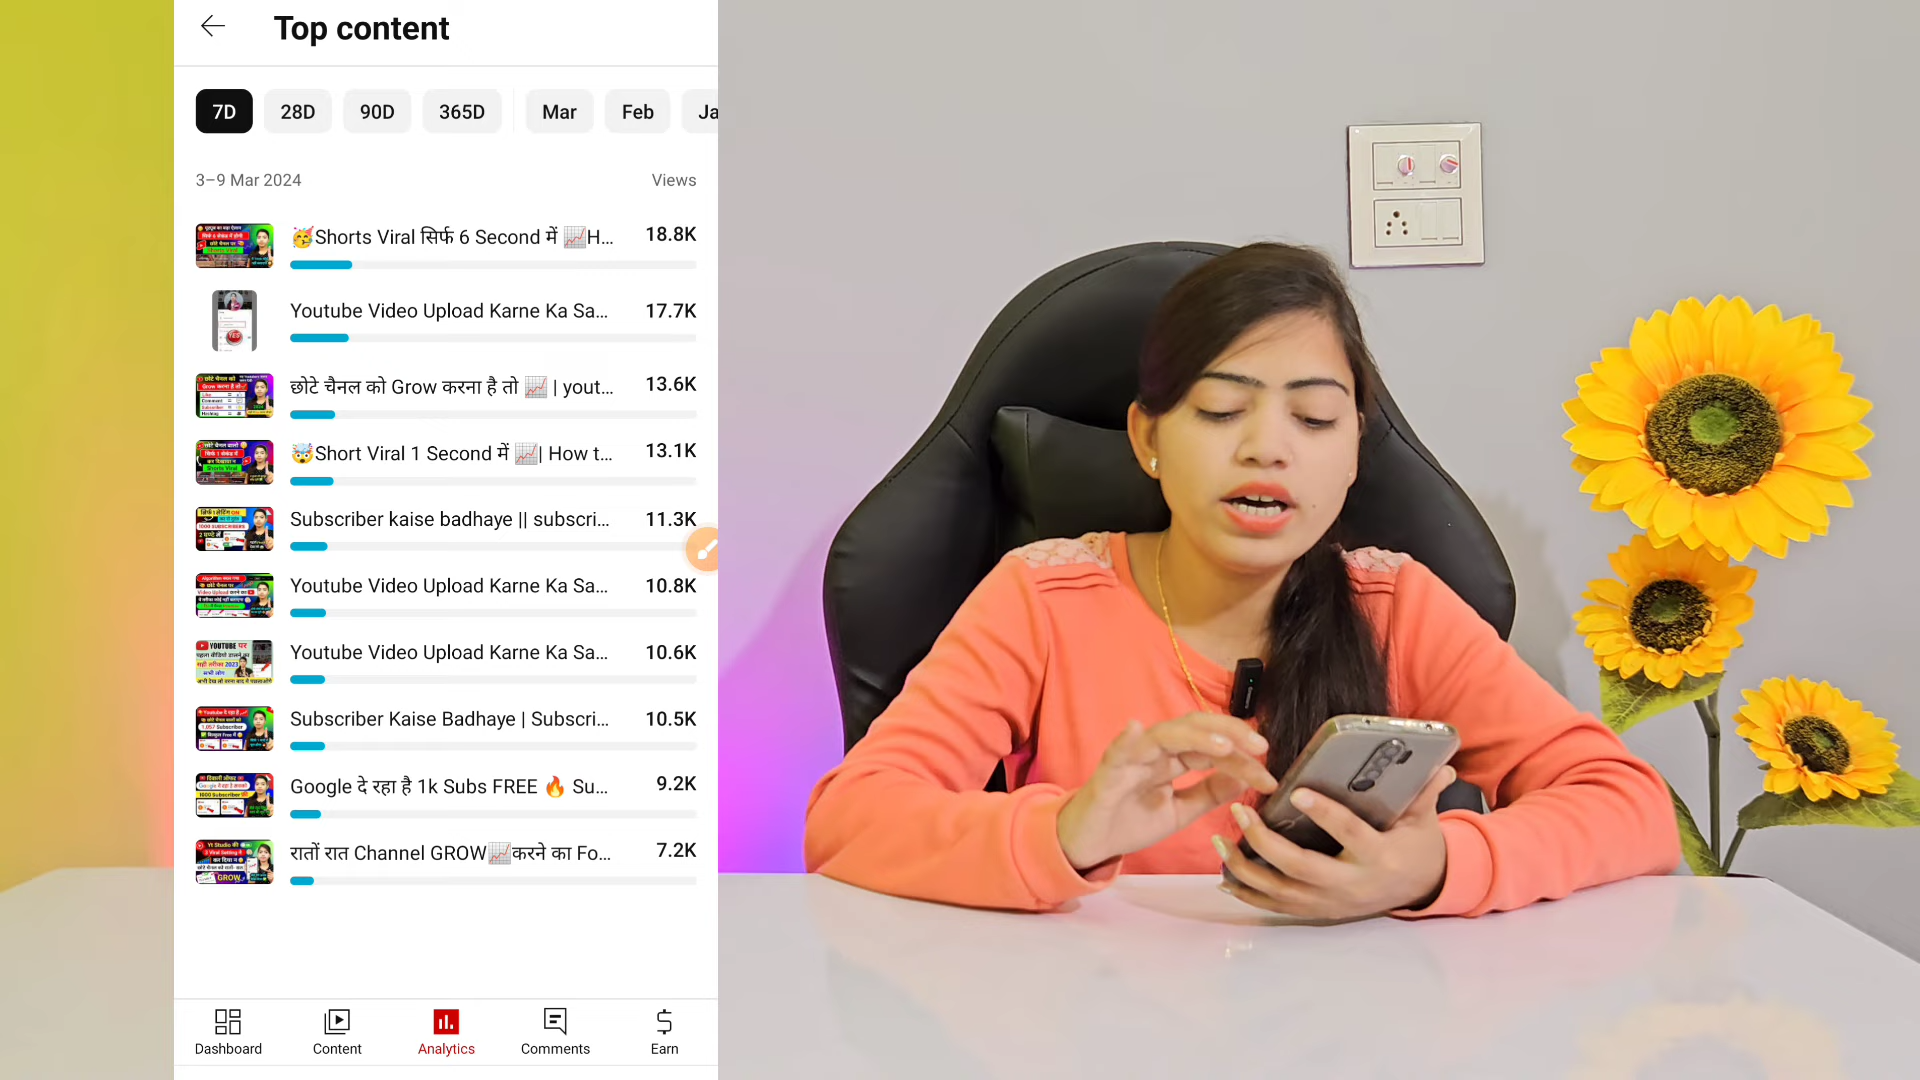 Top content
7D 28D 90D 365D Mar Feb Ja
3–9 Mar 2024 Views
🥳Shorts Viral सिर्फ 6 Second में 📈H... 18.8K
Youtube Video Upload Karne Ka Sa... 17.7K
छोटे चैनल को Grow करना है तो 📈 | yout... 13.6K
🤯Short Viral 1 Second में 📈| How t... 13.1K
Subscriber kaise badhaye || subscri... 11.3K
Youtube Video Upload Karne Ka Sa... 10.8K
Youtube Video Upload Karne Ka Sa... 10.6K
Subscriber Kaise Badhaye | Subscri... 10.5K
Google दे रहा है 1k Subs FREE 🔥 Su... 9.2K
रातों रात Channel GROW📈करने का Fo... 7.2K
Dashboard Content Analytics Comments Earn